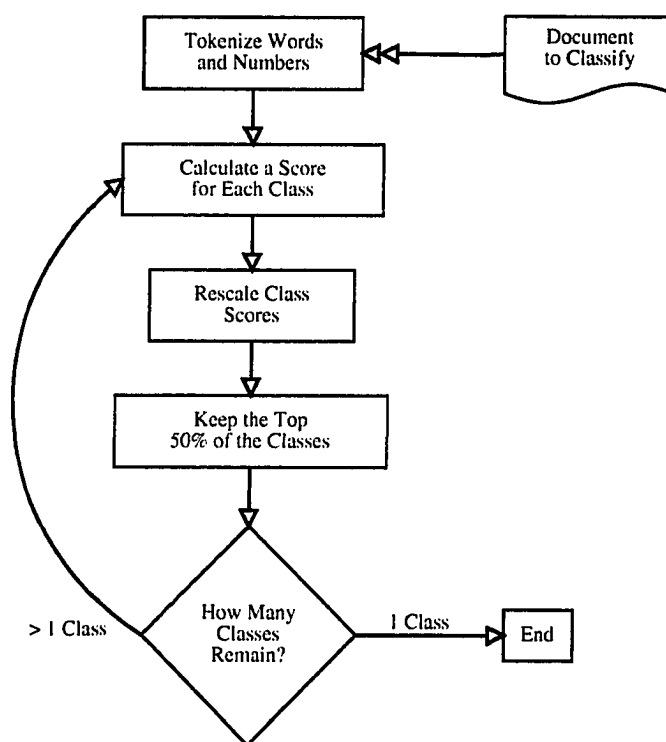 Tokenize Words
and Numbers
Document
to Classify
Calculate a Score
for Each Class
Rescale Class
Scores
Keep the Top
50% of the Classes
How Many
Classes
Remain?
> 1 Class
1 Class
End